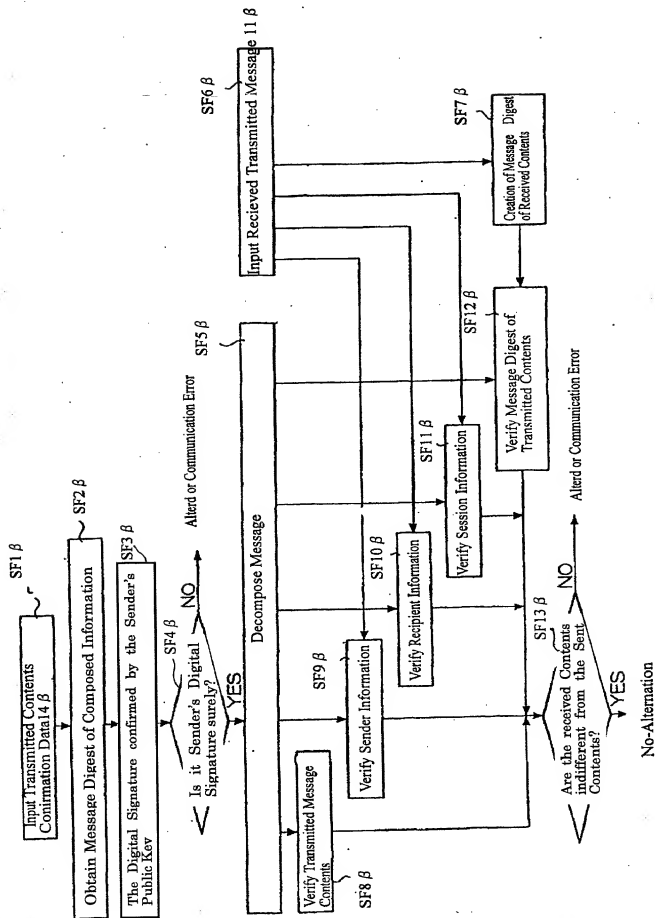 SF1 β
Input Transmitted Contents
Conirmation Data14 β
SF2 β
Obtain Message Digest of Composed Information
SF3 β
The Digital Signature confirmed by the Sender's
Public Kev
SF4 β
Is it Sender's Digital
Signature surely?
NO
Alterd or Communication Error
YES
SF5 β
Decompose Message
SF6 β
Input Recieved Transmitted Message 11 β
SF7 β
Creation of Message Digest
of Received Contents
Verify Transmitted Message
Contents
SF8 β
SF9 β
Verify Sender Information
SF10 β
Verify Recipient Information
SF11 β
Verify Session Information
SF12 β
Verify Message Digest of
Transmitted Contents
SF13 β
Are the received Contents
indifferent from the Sent
Contents?
NO
Alterd or Communication Error
YES
No-Alternation